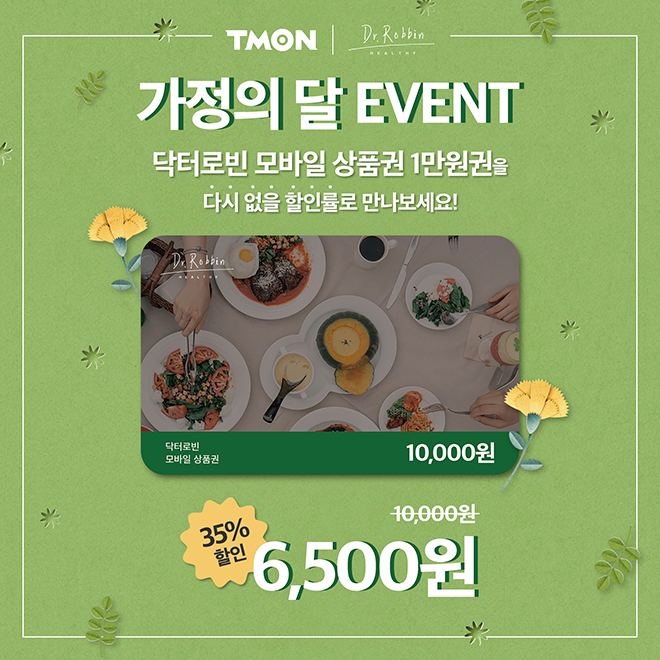 TMON | Dr. Robbin
HEALTHY
가정의 달 EVENT
닥터로빈 모바일 상품권 1만원권을
다시 없을 할인률로 만나보세요!
Dr. Robbin
HEALTHY
닥터로빈
모바일 상품권
10,000원
10,000원
35%
할인
6,500원